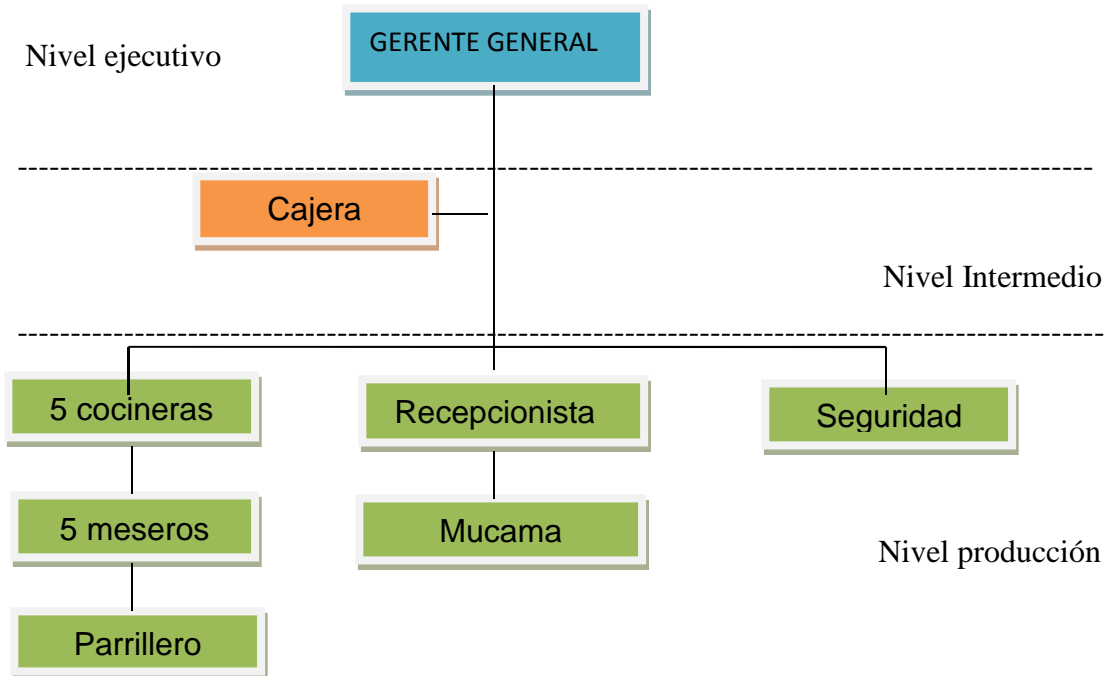 GERENTE GENERAL
Nivel ejecutivo
Cajera
Nivel Intermedio
5 cocineras
Recepcionista
Seguridad
5 meseros
Mucama
Nivel producción
Parrillero